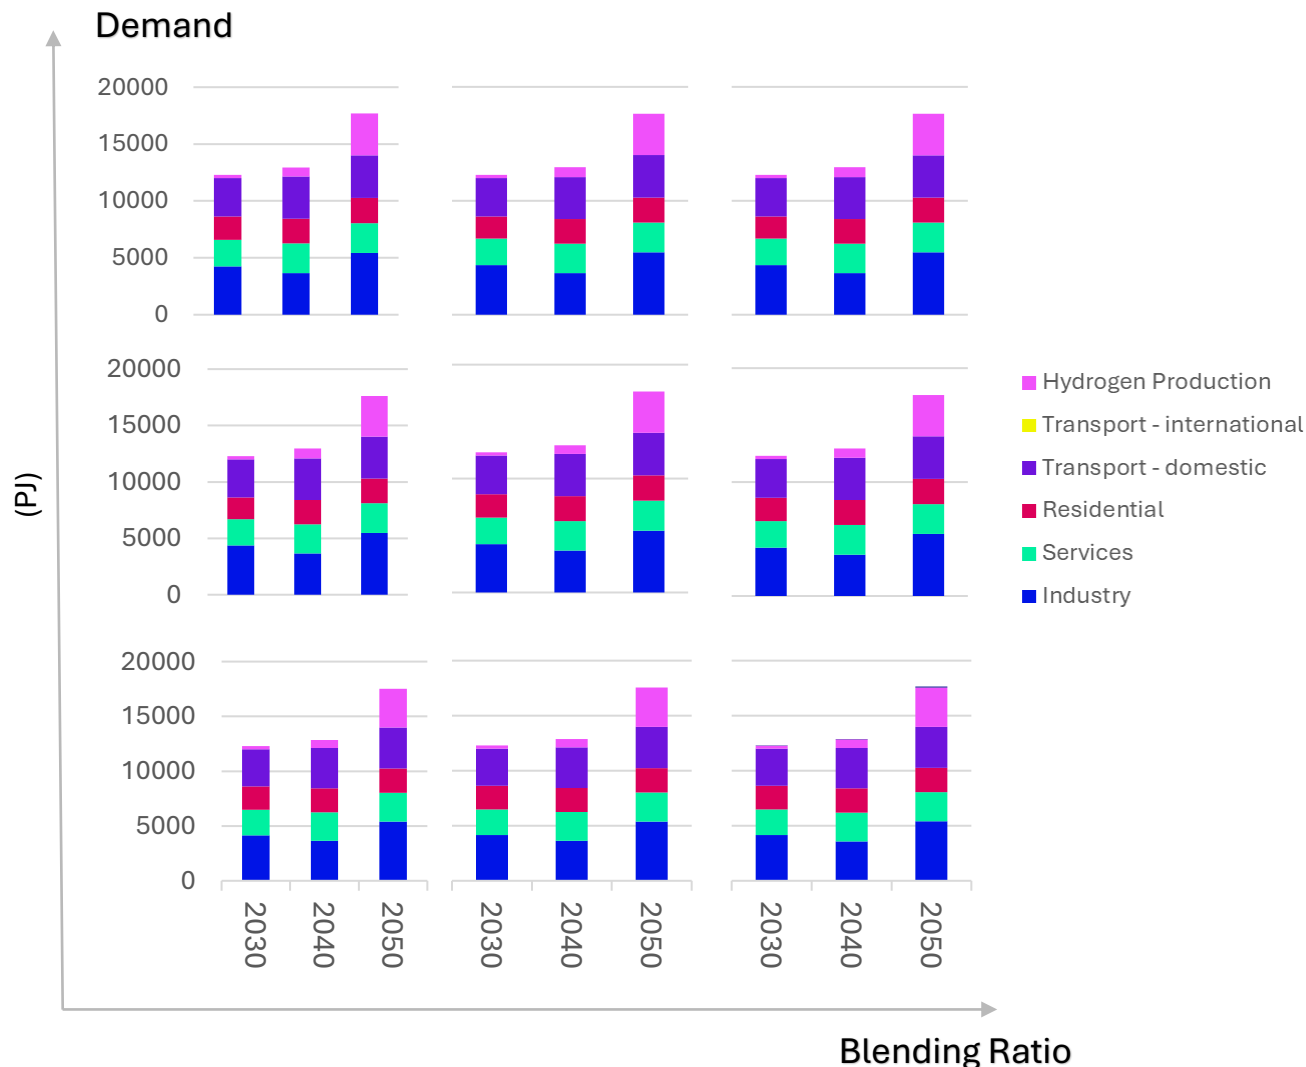 Demand
20000
15000
10000
5000
0
20000
15000
10000
5000
0
(PJ)
Hydrogen Production
Transport - international
Transport - domestic
Residential
Services
Industry
20000
15000
10000
5000
0
2030 2040 2050 2030 2040 2050 2030 2040 2050
Blending Ratio